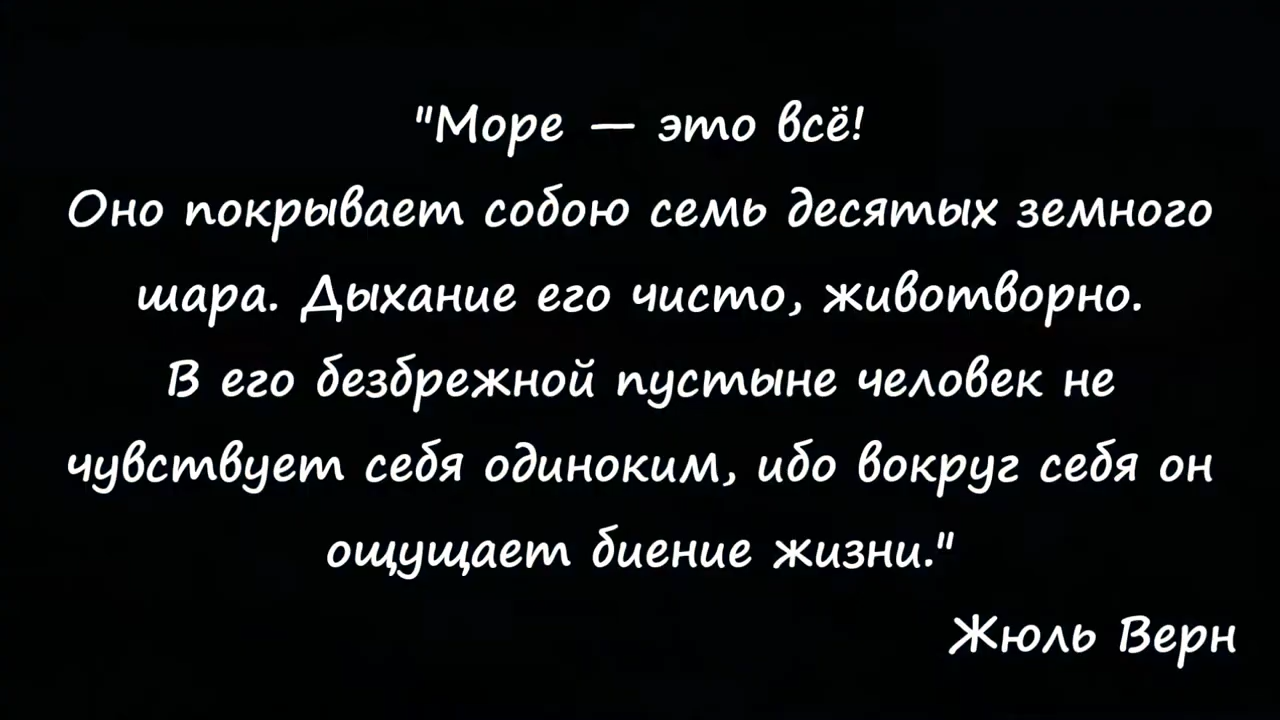 "Море — это всё!
Оно покрывает собою семь десятых земного
шара. Дыхание его чисто, животворно.
В его безбрежной пустыне человек не
чувствует себя одиноким, ибо вокруг себя он
ощущает биение жизни."
Жюль Верн